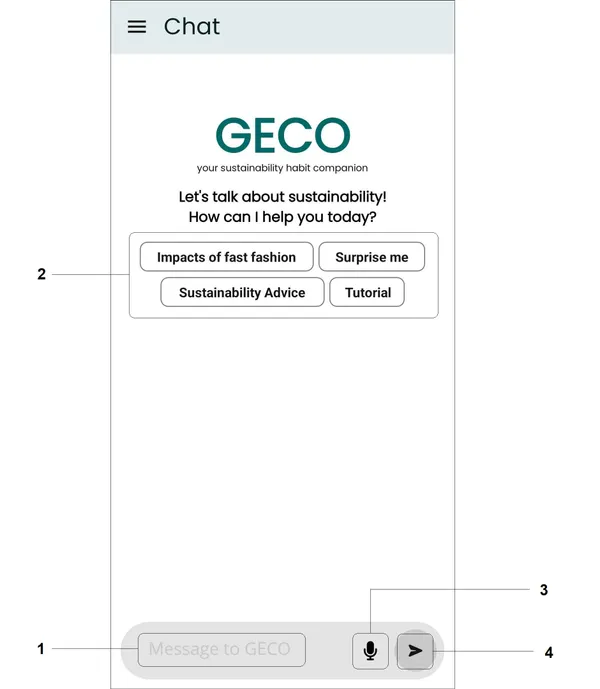 Chat
GECO
your sustainability habit companion
Let's talk about sustainability!
How can I help you today?
Impacts of fast fashion Surprise me
2
Sustainability Advice Tutorial
3
1 Message to GECO 4